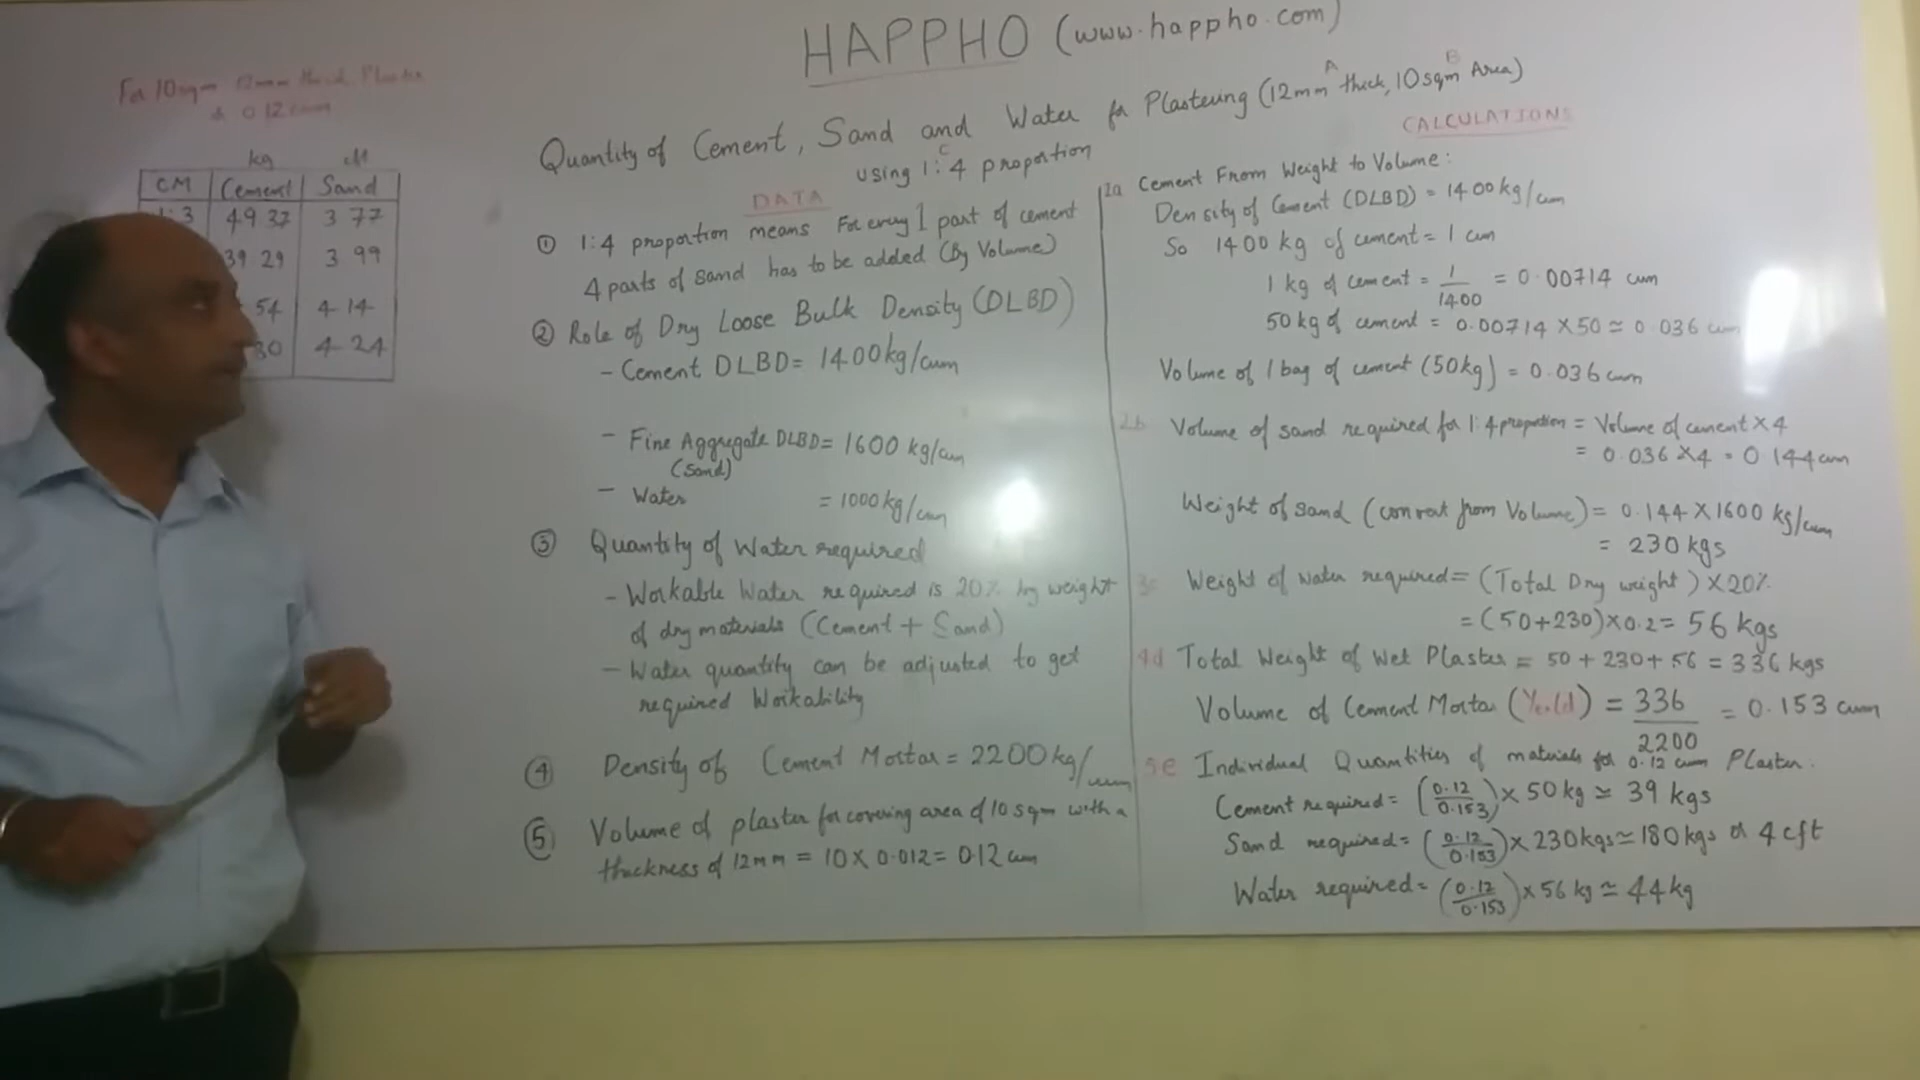 HAPPHO (www.happho.com)
Quantity of Cement, Sand and Water for Plastering (12mm thick, 10sqm Area)
A B
using 1:4 proportion
C
For 10sqm 12mm thick Plaster
& 0.12 cum
kg cft
CM Cement Sand
1:3 49.37 3.77
39.29 3.99
54 4.14
30 4.24
DATA
① 1:4 proportion means For every 1 part of cement
4 parts of sand has to be added (By Volume)
② Role of Dry Loose Bulk Density (DLBD)
- Cement DLBD = 1400 kg/cum
- Fine Aggregate DLBD = 1600 kg/cum
(Sand)
- Water = 1000 kg/cum
③ Quantity of Water required
- Workable Water required is 20% by weight
of dry materials (Cement + Sand)
- Water quantity can be adjusted to get
required Workability
④ Density of Cement Mortar = 2200 kg/cum
⑤ Volume of plaster for covering area of 10 sqm with a
thickness of 12mm = 10 X 0.012 = 0.12 cum
CALCULATIONS
2a Cement From Weight to Volume:
Density of Cement (DLBD) = 1400 kg/cum
So 1400 kg of cement = 1 cum
1 kg of cement = 1/1400 = 0.00714 cum
50 kg of cement = 0.00714 X 50 ≃ 0.036 cum
Volume of 1 bag of cement (50kg) = 0.036 cum
2b Volume of sand required for 1:4 proportion = Volume of cement X 4
= 0.036 X 4 = 0.144 cum
Weight of sand (convert from Volume) = 0.144 X 1600 kg/cum
= 230 kgs
3c Weight of water required = (Total Dry weight) X 20%
= (50+230) X 0.2 = 56 kgs
4d Total Weight of Wet Plaster = 50 + 230 + 56 = 336 kgs
Volume of Cement Mortar (Yeild) = 336/2200 = 0.153 cum
5e Individual Quantities of materials for 0.12 cum Plaster.
Cement required = (0.12/0.153) X 50 kg ≃ 39 kgs
Sand required = (0.12/0.153) X 230 kgs ≃ 180 kgs or 4 cft
Water required = (0.12/0.153) X 56 kg ≃ 44 kg